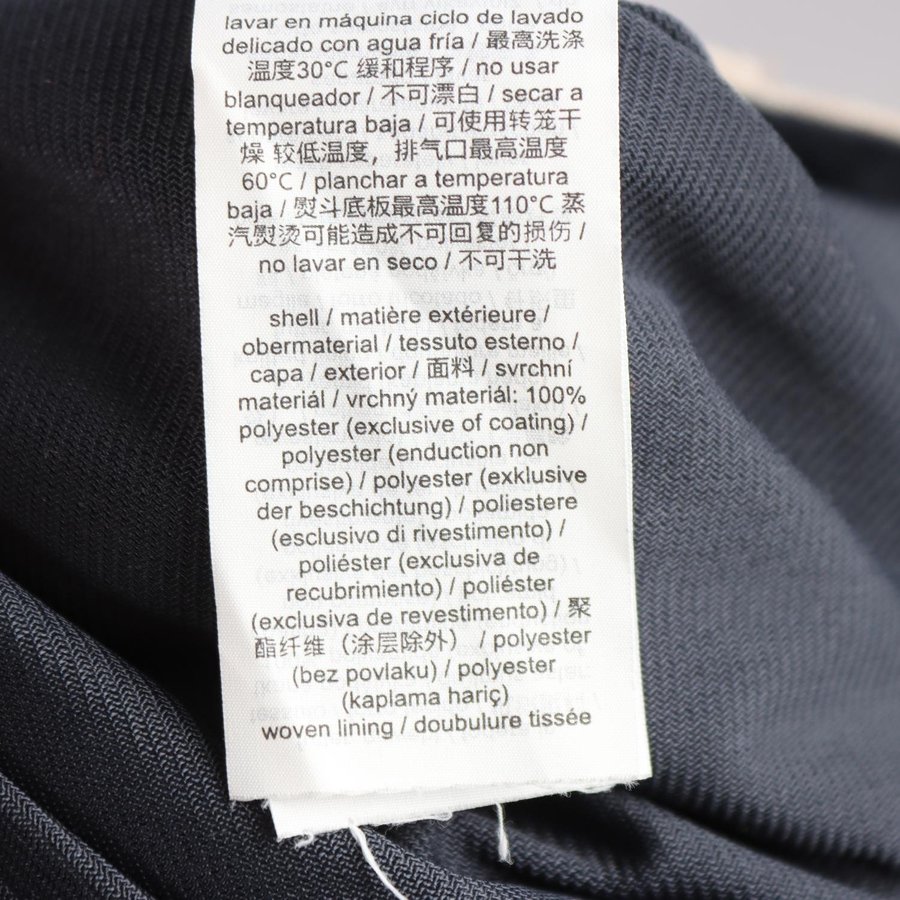 lavar en máquina ciclo de lavado
delicado con agua fría / 最高洗涤
温度30°C 缓和程序 / no usar
blanqueador / 不可漂白 / secar a
temperatura baja / 可使用转笼干
燥 较低温度，排气口最高温度
60°C / planchar a temperatura
baja / 熨斗底板最高温度110°C 蒸
汽熨烫可能造成不可回复的损伤 /
no lavar en seco / 不可干洗
shell / matière extérieure /
obermaterial / tessuto esterno /
capa / exterior / 面料 / svrchní
materiál / vrchný materiál: 100%
polyester (exclusive of coating) /
polyester (enduction non
comprise) / polyester (exklusive
der beschichtung) / poliestere
(esclusivo di rivestimento) /
poliéster (exclusiva de
recubrimiento) / poliéster
(exclusiva de revestimento) / 聚
酯纤维（涂层除外） / polyester
(bez povlaku) / polyester
(kaplama hariç)
woven lining / doubulure tissée